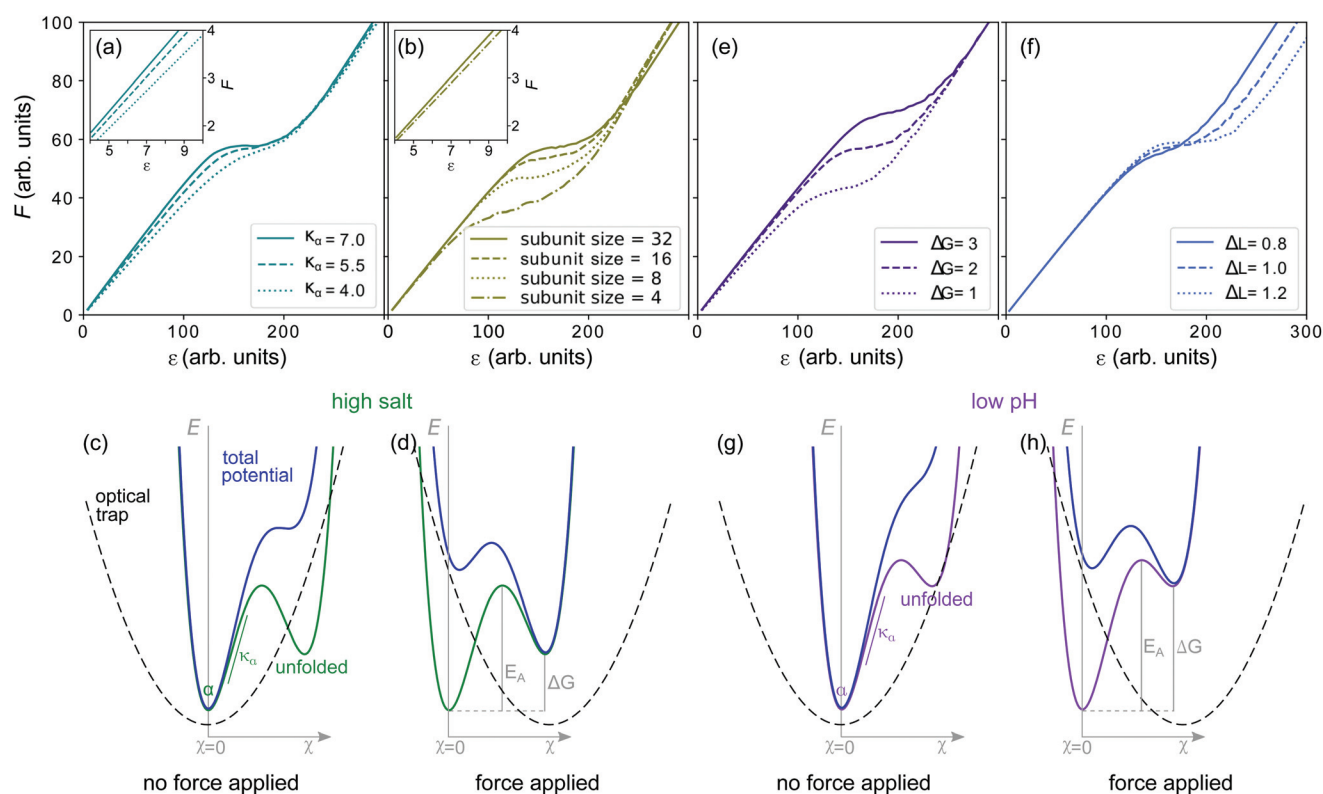 (a)
4
3
2
F
5
7
9
ε
κα = 7.0
κα = 5.5
κα = 4.0
100
80
60
40
20
0
F (arb. units)
0
100
200
ε (arb. units)
(b)
4
3
2
F
5
7
9
ε
subunit size = 32
subunit size = 16
subunit size = 8
subunit size = 4
0
100
200
ε (arb. units)
(e)
ΔG= 3
ΔG= 2
ΔG= 1
0
100
200
ε (arb. units)
(f)
ΔL= 0.8
ΔL= 1.0
ΔL= 1.2
0
100
200
300
ε (arb. units)
high salt
low pH
(c)
E
total
potential
optical
trap
κα
α
unfolded
χ=0
χ
no force applied
(d)
E
EA
ΔG
χ=0
χ
force applied
(g)
E
unfolded
κα
α
χ=0
χ
no force applied
(h)
E
EA
ΔG
χ=0
χ
force applied